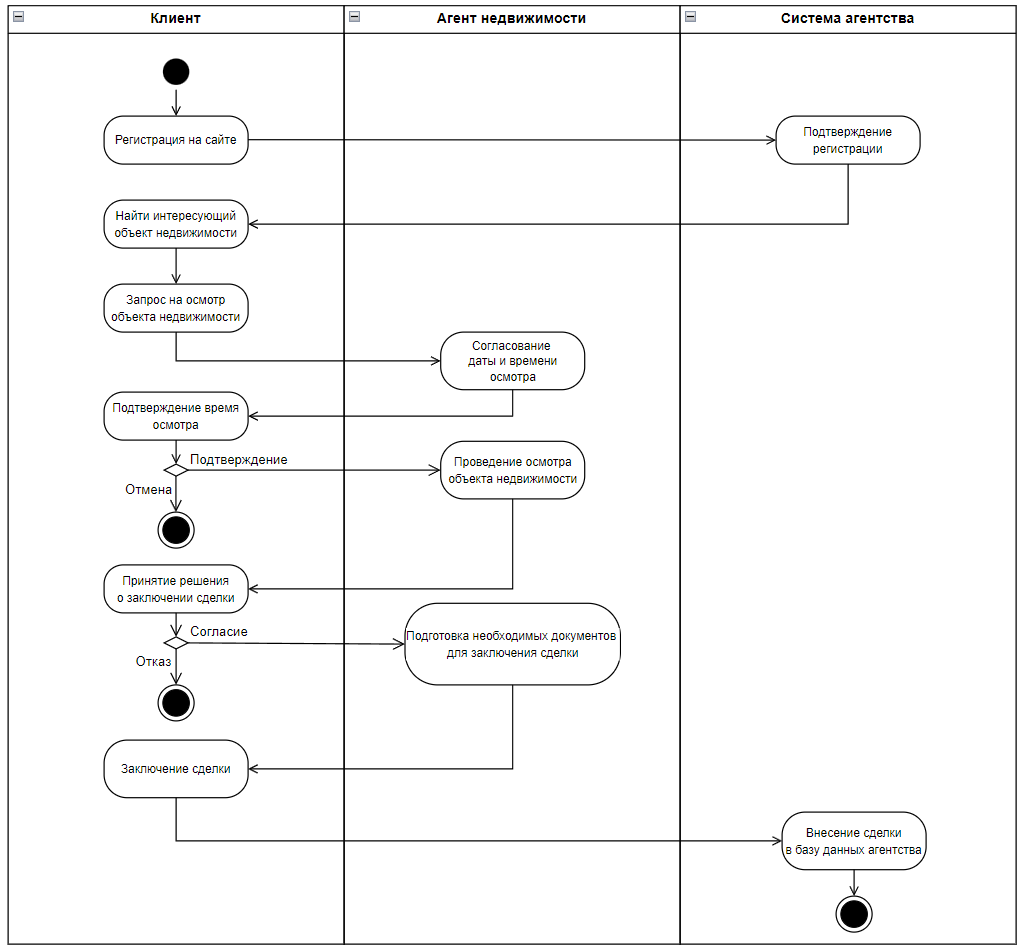 Клиент
Агент недвижимости
Система агентства
Регистрация на сайте
Подтверждение
регистрации
Найти интересующий
объект недвижимости
Запрос на осмотр
объекта недвижимости
Согласование
даты и времени
осмотра
Подтверждение время
осмотра
Подтверждение
Отмена
Проведение осмотра
объекта недвижимости
Принятие решения
о заключении сделки
Согласие
Отказ
Подготовка необходимых документов
для заключения сделки
Заключение сделки
Внесение сделки
в базу данных агентства